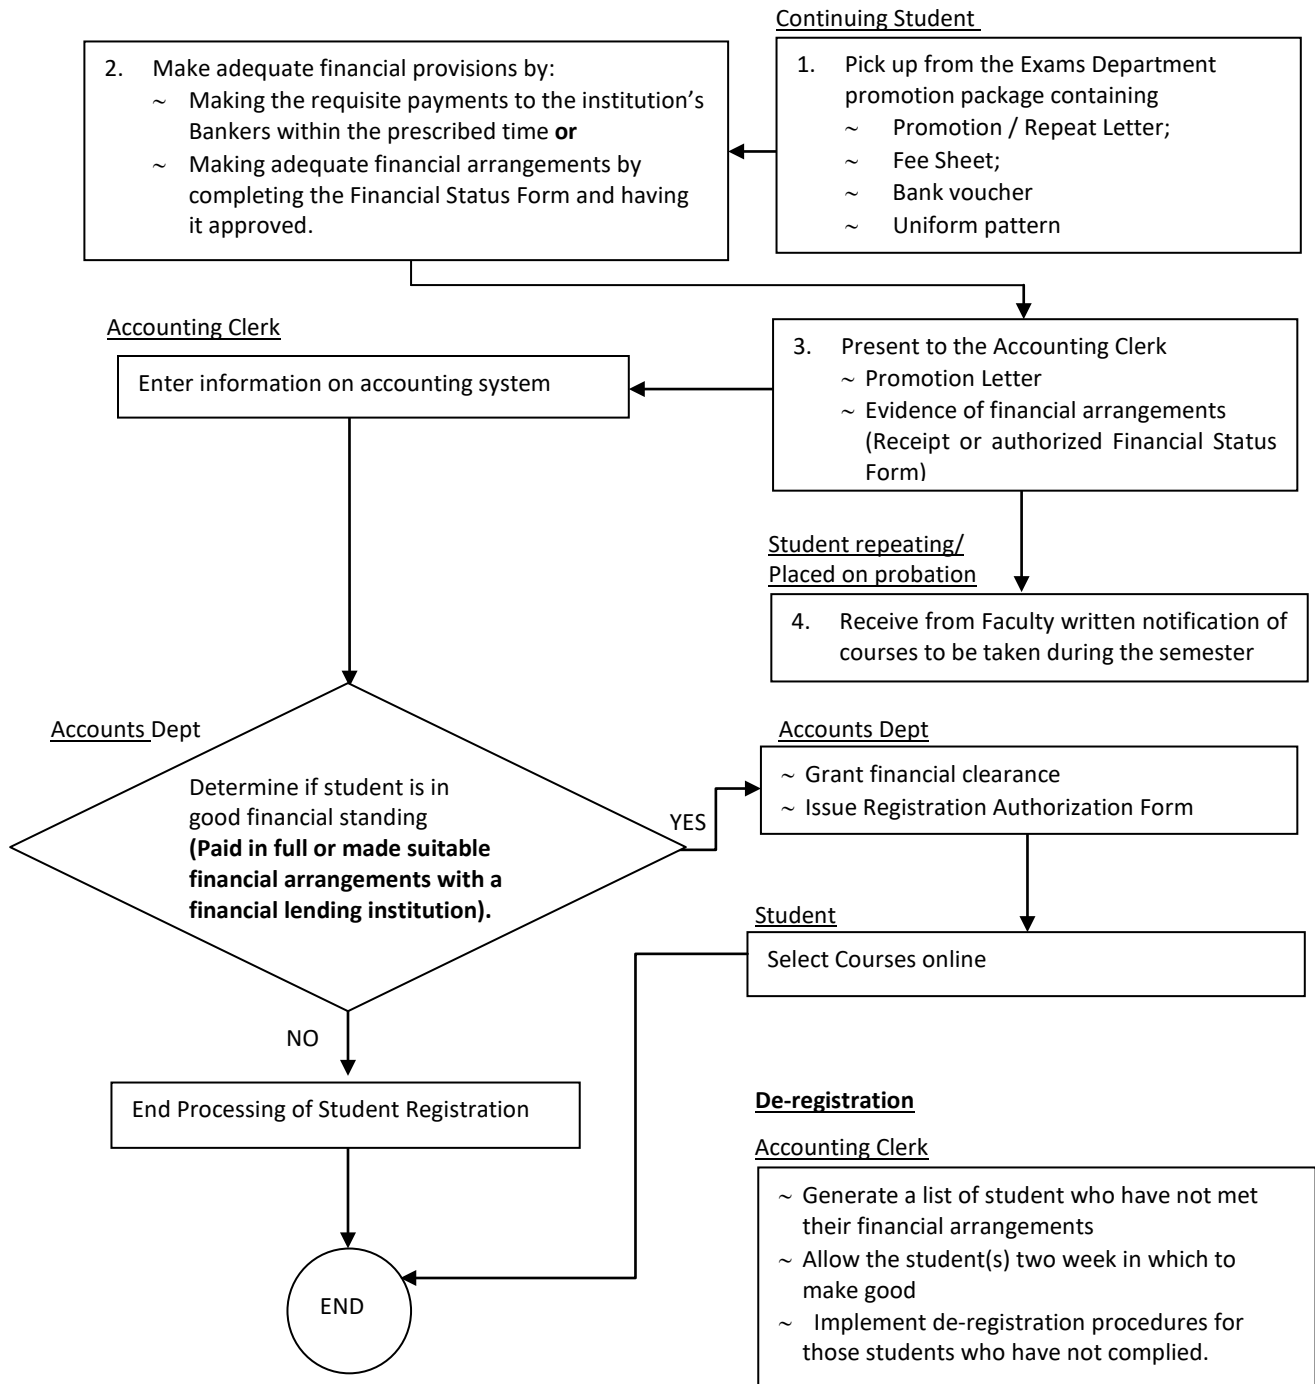 Continuing Student
1. Pick up from the Exams Department
promotion package containing
~ Promotion / Repeat Letter;
~ Fee Sheet;
~ Bank voucher
~ Uniform pattern
2. Make adequate financial provisions by:
~ Making the requisite payments to the institution's
Bankers within the prescribed time or
~ Making adequate financial arrangements by
completing the Financial Status Form and having
it approved.
3. Present to the Accounting Clerk
~ Promotion Letter
~ Evidence of financial arrangements
(Receipt or authorized Financial Status
Form)
Accounting Clerk
Enter information on accounting system
Student repeating/
Placed on probation
4. Receive from Faculty written notification of
courses to be taken during the semester
Accounts Dept
Determine if student is in
good financial standing
(Paid in full or made suitable
financial arrangements with a
financial lending institution).
YES
Accounts Dept
~ Grant financial clearance
~ Issue Registration Authorization Form
Student
Select Courses online
NO
End Processing of Student Registration
END
De-registration
Accounting Clerk
~ Generate a list of student who have not met
their financial arrangements
~ Allow the student(s) two week in which to
make good
~ Implement de-registration procedures for
those students who have not complied.